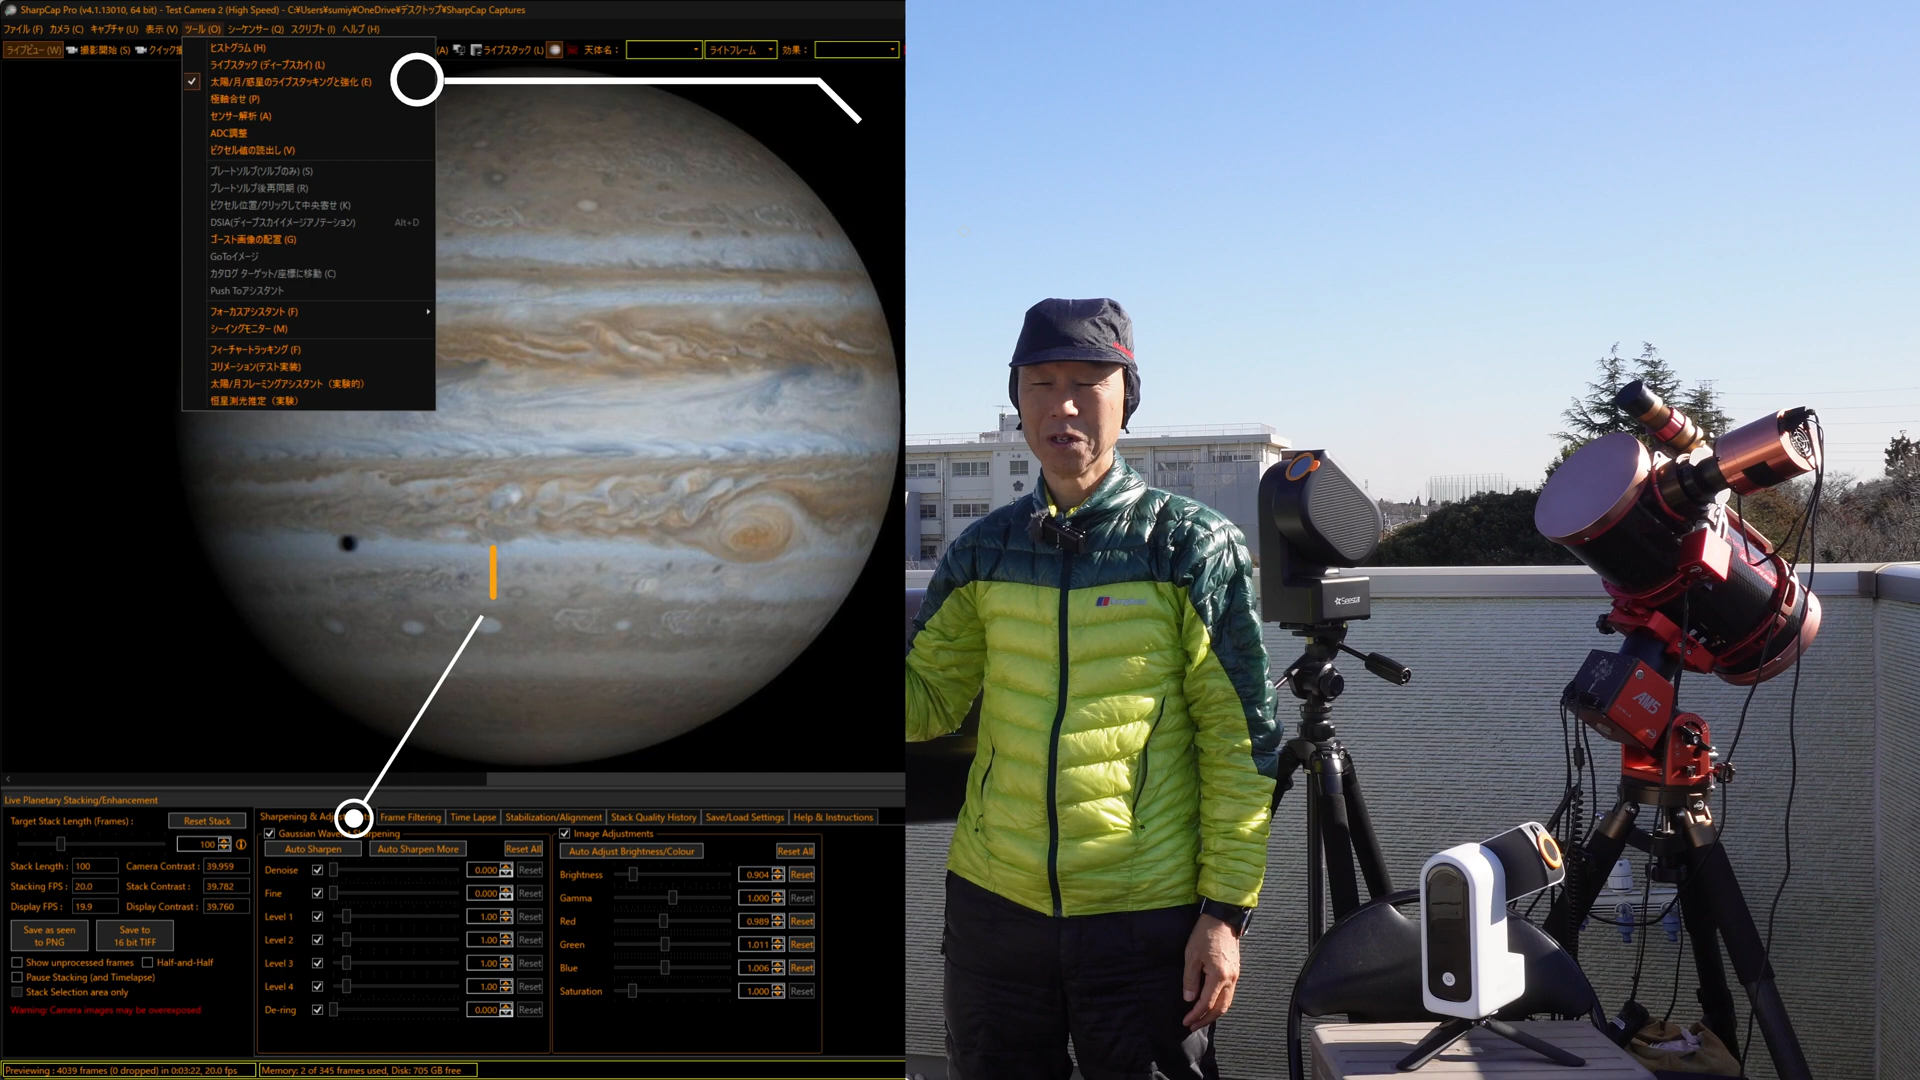 SharpCap Pro (v4.1.13010, 64 bit) - Test Camera 2 (High Speed) - C:¥Users¥sumiy¥OneDrive¥デスクトップ¥SharpCap Captures
ファイル (F) カメラ (C) キャプチャ (U) 表示 (V) ツール (O) シーケンサー (Q) スクリプト (I) ヘルプ (H)
ライブビュー (W) 撮影開始 (S) クイック (A) ライブスタック (L) 天体名 : ライトフレーム 効果 :
ヒストグラム (H)
ライブスタック (ディープスカイ) (L)
太陽/月/惑星のライブスタッキングと強化 (E)
極軸合せ (P)
センサー解析 (A)
ADC調整
ピクセル値の読出し (V)
プレートソルブ(ソルブのみ) (S)
プレートソルブ後再同期 (R)
ピクセル位置/クリックして中央寄せ (K)
DSIA(ディープスカイイメージアノテーション) Alt+D
ゴースト画像の配置 (G)
GoToイメージ
カタログ ターゲット/座標に移動 (C)
Push Toアシスタント
フォーカスアシスタント (F)
シーイングモニター (M)
フィーチャートラッキング (F)
コリメーション(テスト実装)
太陽/月フレーミングアシスタント（実験的）
恒星測光推定（実験）
Live Planetary Stacking/Enhancement
Target Stack Length (Frames) : Reset Stack
100
Stack Length : 100 Camera Contrast : 39.959
Stacking FPS : 20.0 Stack Contrast : 39.782
Display FPS : 19.9 Display Contrast : 39.760
Save as seen to PNG
Save to 16 bit TIFF
Show unprocessed frames Half-and-Half
Pause Stacking (and Timelapse)
Stack Selection area only
Warning: Camera images may be overexposed
Sharpening & Frame Filtering Time Lapse Stabilization/Alignment Stack Quality History Save/Load Settings Help & Instructions
Gaussian Wavelet Sharpening
Auto Sharpen Auto Sharpen More Reset All
Denoise 0.000 Reset
Fine 0.000 Reset
Level 1 1.00 Reset
Level 2 1.00 Reset
Level 3 1.00 Reset
Level 4 1.00 Reset
De-ring 0.000 Reset
Image Adjustments
Auto Adjust Brightness/Colour Reset All
Brightness 0.904 Reset
Gamma 1.000 Reset
Red 0.989 Reset
Green 1.011 Reset
Blue 1.006 Reset
Saturation 1.000 Reset
Previewing : 4039 frames (0 dropped) in 0:03:22, 20.0 fps Memory: 2 of 345 frames used, Disk: 705 GB free
Seestar
AM5